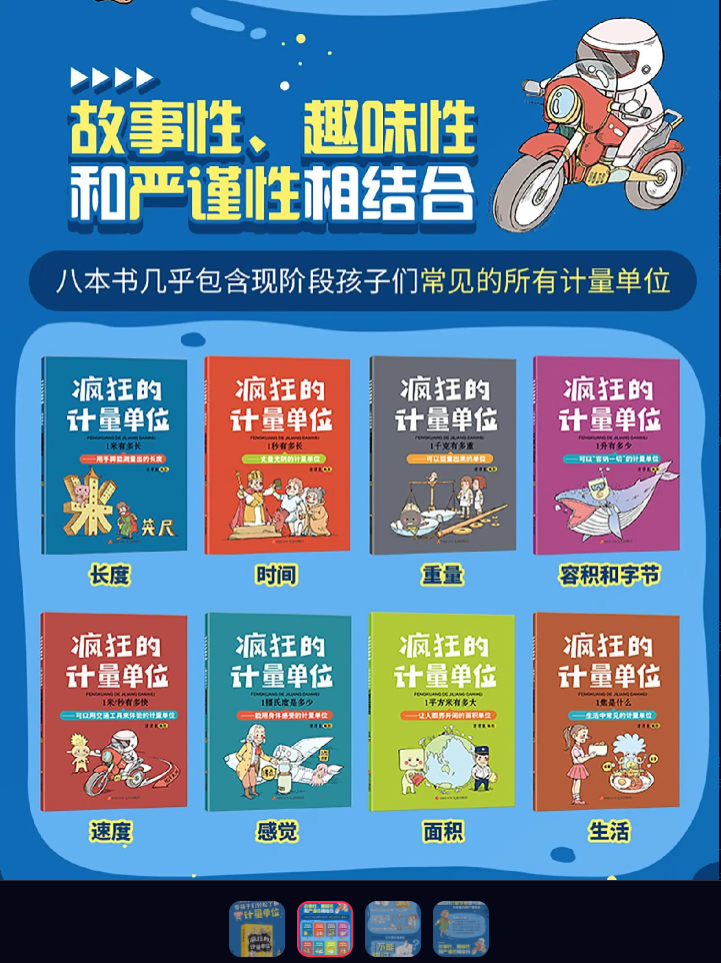 故事性、趣味性
和严谨性相结合
八本书几乎包含现阶段孩子们常见的所有计量单位
疯狂的
计量单位
FENGKUANG DE JILIANG DANWEI
1米有多长
——用手脚能测量出的长度
米
英尺
长度
疯狂的
计量单位
FENGKUANG DE JILIANG DANWEI
1秒有多长
——丈量光阴的计量单位
时间
疯狂的
计量单位
FENGKUANG DE JILIANG DANWEI
1千克有多重
——可以掂量出来的单位
重量
疯狂的
计量单位
FENGKUANG DE JILIANG DANWEI
1升有多少
——可以“容纳一切”的计量单位
容积和字节
疯狂的
计量单位
FENGKUANG DE JILIANG DANWEI
1米/秒有多快
——可以用交通工具来体验的计量单位
速度
疯狂的
计量单位
FENGKUANG DE JILIANG DANWEI
1摄氏度是多少
——能用身体感受的计量单位
感觉
疯狂的
计量单位
FENGKUANG DE JILIANG DANWEI
1平方米有多大
——让人眼界开阔的面积单位
面积
疯狂的
计量单位
FENGKUANG DE JILIANG DANWEI
1焦是什么
——生活中常见的计量单位
生活
计量单位